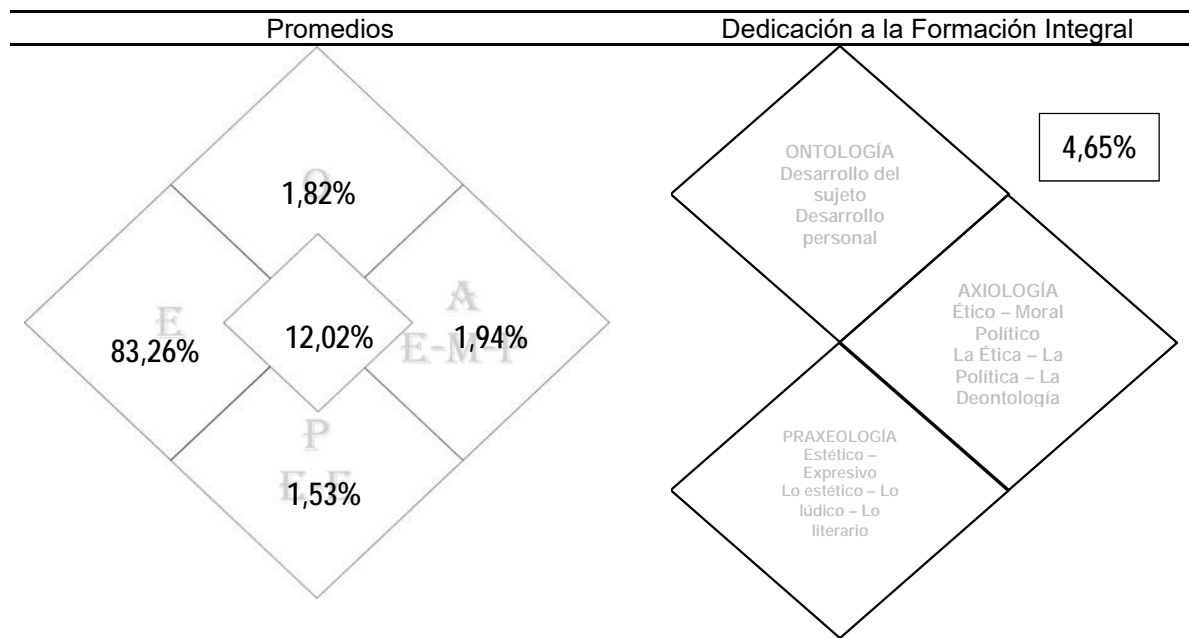 Promedios
Dedicación a la Formación Integral
O
1,82%
E
83,26%
12,02%
A
E-M-P
1,94%
P
E-E
1,53%
4,65%
ONTOLOGÍA
Desarrollo del
sujeto
Desarrollo
personal
AXIOLOGÍA
Ético – Moral
Político
La Ética – La
Política – La
Deontología
PRAXEOLOGÍA
Estético –
Expresivo
Lo estético – Lo
lúdico – Lo
literario